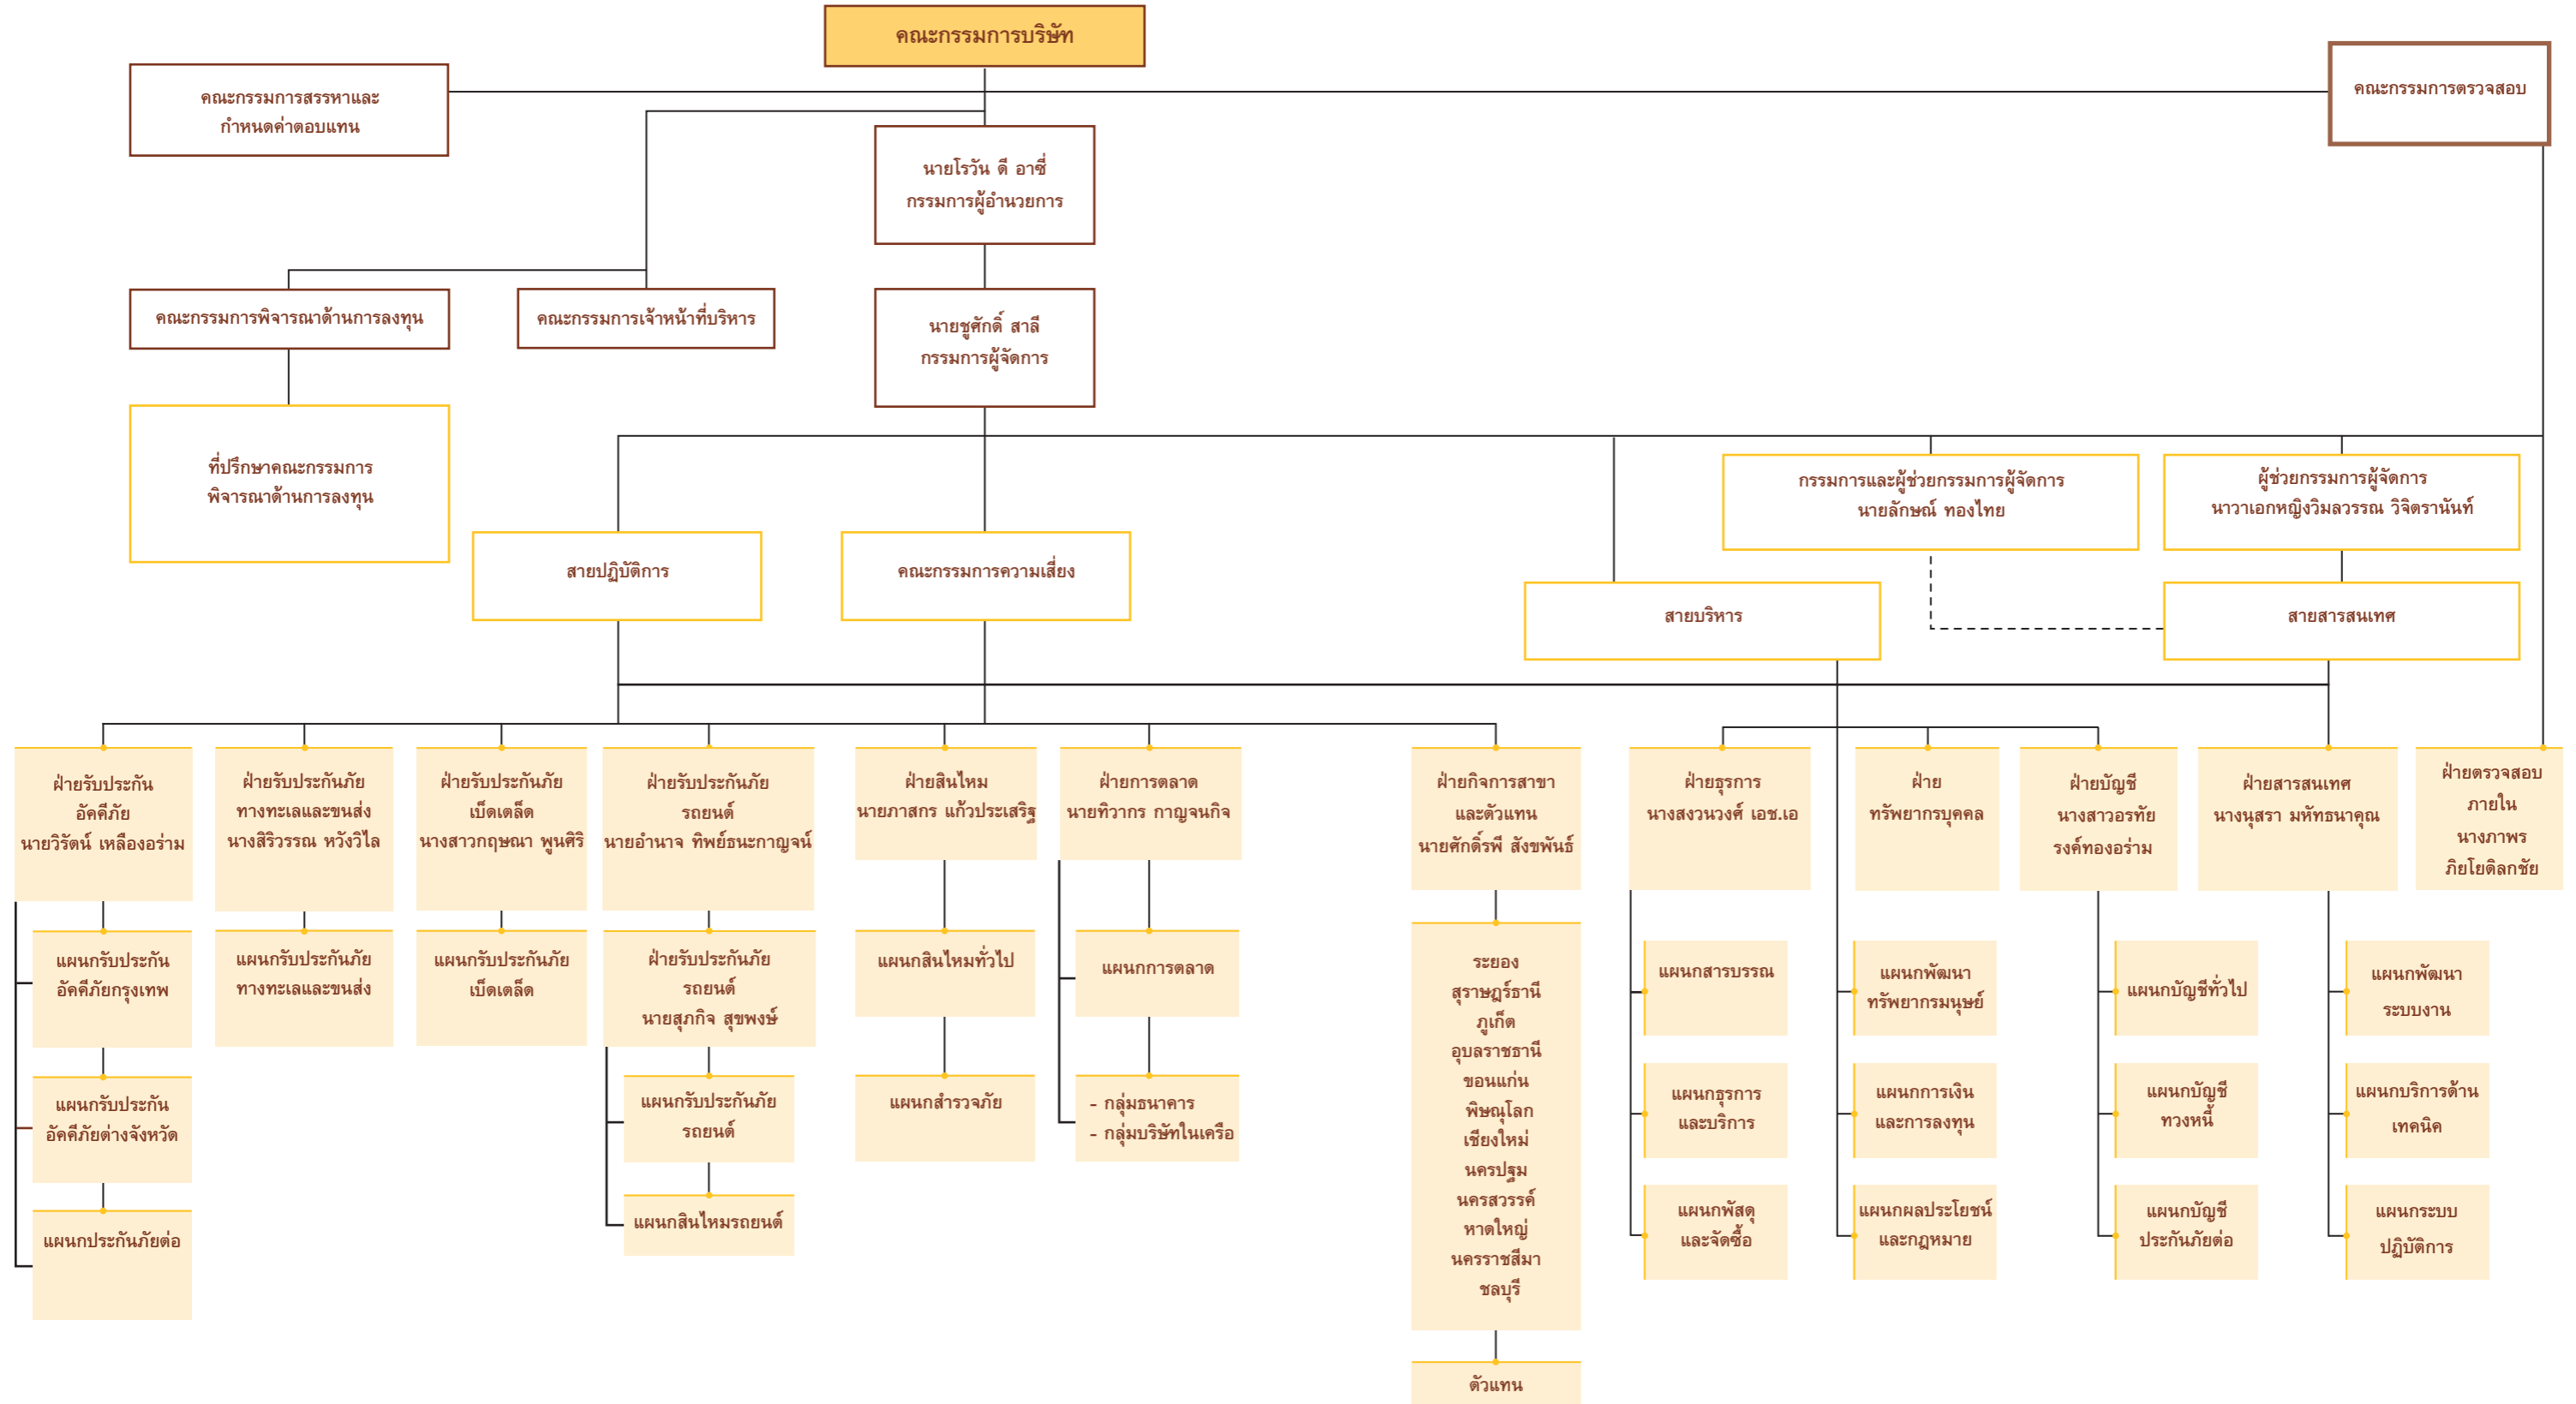 คณะกรรมการบริษัท
คณะกรรมการสรรหาและ
กำหนดค่าตอบแทน
คณะกรรมการตรวจสอบ
นายโรวัน ดี อาซี่
กรรมการผู้อำนวยการ
คณะกรรมการพิจารณาด้านการลงทุน
คณะกรรมการเจ้าหน้าที่บริหาร
นายชูศักดิ์ สาลี
กรรมการผู้จัดการ
ที่ปรึกษาคณะกรรมการ
พิจารณาด้านการลงทุน
กรรมการและผู้ช่วยกรรมการผู้จัดการ
นายลักษณ์ ทองไทย
ผู้ช่วยกรรมการผู้จัดการ
นาวาเอกหญิงวิมลวรรณ วิจิตรานันท์
สายปฏิบัติการ
คณะกรรมการความเสี่ยง
สายบริหาร
สายสารสนเทศ
ฝ่ายรับประกัน
อัคคีภัย
นายวิรัตน์ เหลืองอร่าม
ฝ่ายรับประกันภัย
ทางทะเลและขนส่ง
นางสิริวรรณ หวังวิไล
ฝ่ายรับประกันภัย
เบ็ดเตล็ด
นางสาวกฤษณา พูนศิริ
ฝ่ายรับประกันภัย
รถยนต์
นายอำนาจ ทิพย์ธนะกาญจน์
ฝ่ายสินไหม
นายภาสกร แก้วประเสริฐ
ฝ่ายการตลาด
นายทิวากร กาญจนกิจ
ฝ่ายกิจการสาขา
และตัวแทน
นายศักดิ์รพี สังขพันธ์
ฝ่ายธุรการ
นางสงวนวงศ์ เอช.เอ
ฝ่าย
ทรัพยากรบุคคล
ฝ่ายบัญชี
นางสาวอรทัย
รงค์ทองอร่าม
ฝ่ายสารสนเทศ
นางนุสรา มหัทธนาคุณ
ฝ่ายตรวจสอบ
ภายใน
นางภาพร
ภิยโยดิลกชัย
แผนกรับประกัน
อัคคีภัยกรุงเทพ
แผนกรับประกันภัย
ทางทะเลและขนส่ง
แผนกรับประกันภัย
เบ็ดเตล็ด
ฝ่ายรับประกันภัย
รถยนต์
นายสุภกิจ สุขพงษ์
แผนกสินไหมทั่วไป
แผนกการตลาด
ระยอง
สุราษฎร์ธานี
ภูเก็ต
อุบลราชธานี
ขอนแก่น
พิษณุโลก
เชียงใหม่
นครปฐม
นครสวรรค์
หาดใหญ่
นครราชสีมา
ชลบุรี
แผนกสารบรรณ
แผนกพัฒนา
ทรัพยากรมนุษย์
แผนกบัญชีทั่วไป
แผนกพัฒนา
ระบบงาน
แผนกรับประกัน
อัคคีภัยต่างจังหวัด
แผนกรับประกันภัย
รถยนต์
แผนกสำรวจภัย
- กลุ่มธนาคาร
- กลุ่มบริษัทในเครือ
แผนกธุรการ
และบริการ
แผนกการเงิน
และการลงทุน
แผนกบัญชี
ทวงหนี้
แผนกบริการด้าน
เทคนิค
แผนกประกันภัยต่อ
แผนกสินไหมรถยนต์
แผนกพัสดุ
และจัดซื้อ
แผนกผลประโยชน์
และกฎหมาย
แผนกบัญชี
ประกันภัยต่อ
แผนกระบบ
ปฏิบัติการ
ตัวแทน